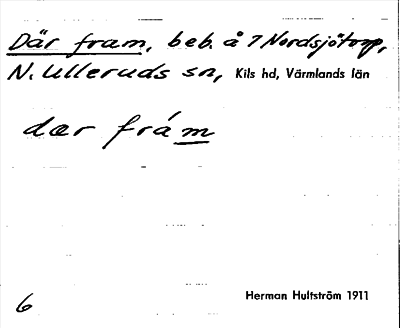 Där fram, beb. å 7 Nordsjötorp,
N. Ulleruds sn, Kils hd, Värmlands län
dær frám
6
Herman Hultström 1911